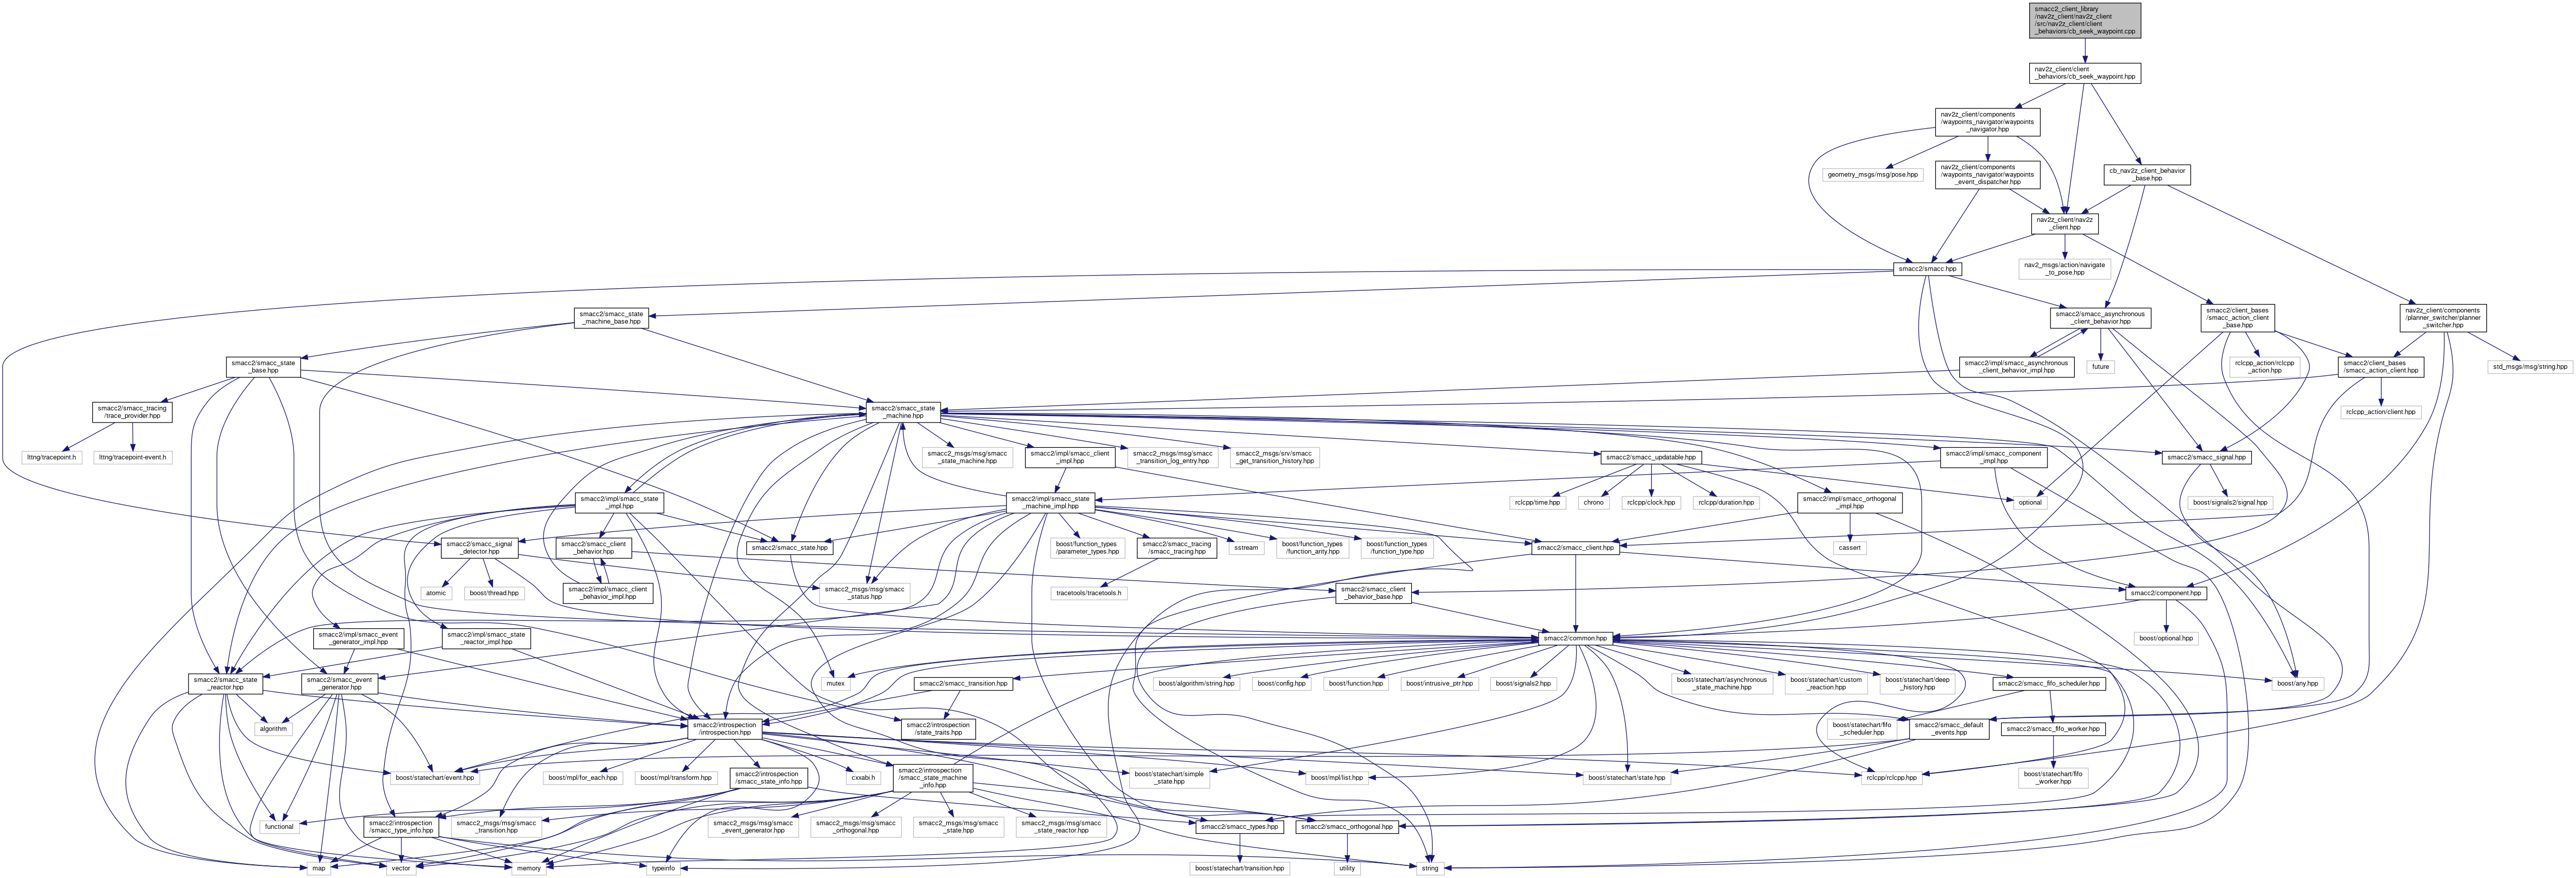 smacc2_client_library
/nav2z_client/nav2z_client
/src/nav2z_client/client
_behaviors/cb_seek_waypoint.cpp
nav2z_client/client
_behaviors/cb_seek_waypoint.hpp
nav2z_client/components
/waypoints_navigator/waypoints
_navigator.hpp
geometry_msgs/msg/pose.hpp
nav2z_client/components
/waypoints_navigator/waypoints
_event_dispatcher.hpp
cb_nav2z_client_behavior
_base.hpp
nav2z_client/nav2z
_client.hpp
smacc2/smacc.hpp
nav2_msgs/action/navigate
_to_pose.hpp
smacc2/smacc_state
_machine_base.hpp
smacc2/smacc_asynchronous
_client_behavior.hpp
smacc2/client_bases
/smacc_action_client
_base.hpp
nav2z_client/components
/planner_switcher/planner
_switcher.hpp
smacc2/smacc_state
_base.hpp
smacc2/impl/smacc_asynchronous
_client_behavior_impl.hpp
future
rclcpp_action/rclcpp
_action.hpp
smacc2/client_bases
/smacc_action_client.hpp
std_msgs/msg/string.hpp
smacc2/smacc_tracing
/trace_provider.hpp
smacc2/smacc_state
_machine.hpp
rclcpp_action/client.hpp
lttng/tracepoint.h
lttng/tracepoint-event.h
smacc2_msgs/msg/smacc
_state_machine.hpp
smacc2/impl/smacc_client
_impl.hpp
smacc2_msgs/msg/smacc
_transition_log_entry.hpp
smacc2_msgs/srv/smacc
_get_transition_history.hpp
smacc2/smacc_updatable.hpp
smacc2/impl/smacc_component
_impl.hpp
smacc2/smacc_signal.hpp
smacc2/impl/smacc_state
_impl.hpp
smacc2/impl/smacc_state
_machine_impl.hpp
rclcpp/time.hpp
chrono
rclcpp/clock.hpp
rclcpp/duration.hpp
smacc2/impl/smacc_orthogonal
_impl.hpp
optional
boost/signals2/signal.hpp
smacc2/smacc_signal
_detector.hpp
smacc2/smacc_client
_behavior.hpp
smacc2/smacc_state.hpp
boost/function_types
/parameter_types.hpp
smacc2/smacc_tracing
/smacc_tracing.hpp
sstream
boost/function_types
/function_arity.hpp
boost/function_types
/function_type.hpp
smacc2/smacc_client.hpp
cassert
atomic
boost/thread.hpp
smacc2/impl/smacc_client
_behavior_impl.hpp
smacc2_msgs/msg/smacc
_status.hpp
tracetools/tracetools.h
smacc2/smacc_client
_behavior_base.hpp
smacc2/component.hpp
smacc2/impl/smacc_event
_generator_impl.hpp
smacc2/impl/smacc_state
_reactor_impl.hpp
smacc2/common.hpp
boost/optional.hpp
smacc2/smacc_state
_reactor.hpp
smacc2/smacc_event
_generator.hpp
mutex
smacc2/smacc_transition.hpp
boost/algorithm/string.hpp
boost/config.hpp
boost/function.hpp
boost/intrusive_ptr.hpp
boost/signals2.hpp
boost/statechart/asynchronous
_state_machine.hpp
boost/statechart/custom
_reaction.hpp
boost/statechart/deep
_history.hpp
smacc2/smacc_fifo_scheduler.hpp
boost/any.hpp
algorithm
smacc2/introspection
/introspection.hpp
smacc2/introspection
/state_traits.hpp
boost/statechart/fifo
_scheduler.hpp
smacc2/smacc_default
_events.hpp
smacc2/smacc_fifo_worker.hpp
boost/statechart/event.hpp
boost/mpl/for_each.hpp
boost/mpl/transform.hpp
smacc2/introspection
/smacc_state_info.hpp
cxxabi.h
smacc2/introspection
/smacc_state_machine
_info.hpp
boost/statechart/simple
_state.hpp
boost/mpl/list.hpp
boost/statechart/state.hpp
rclcpp/rclcpp.hpp
boost/statechart/fifo
_worker.hpp
functional
smacc2/introspection
/smacc_type_info.hpp
smacc2_msgs/msg/smacc
_transition.hpp
smacc2_msgs/msg/smacc
_event_generator.hpp
smacc2_msgs/msg/smacc
_orthogonal.hpp
smacc2_msgs/msg/smacc
_state.hpp
smacc2_msgs/msg/smacc
_state_reactor.hpp
smacc2/smacc_types.hpp
smacc2/smacc_orthogonal.hpp
map
vector
memory
typeinfo
boost/statechart/transition.hpp
utility
string